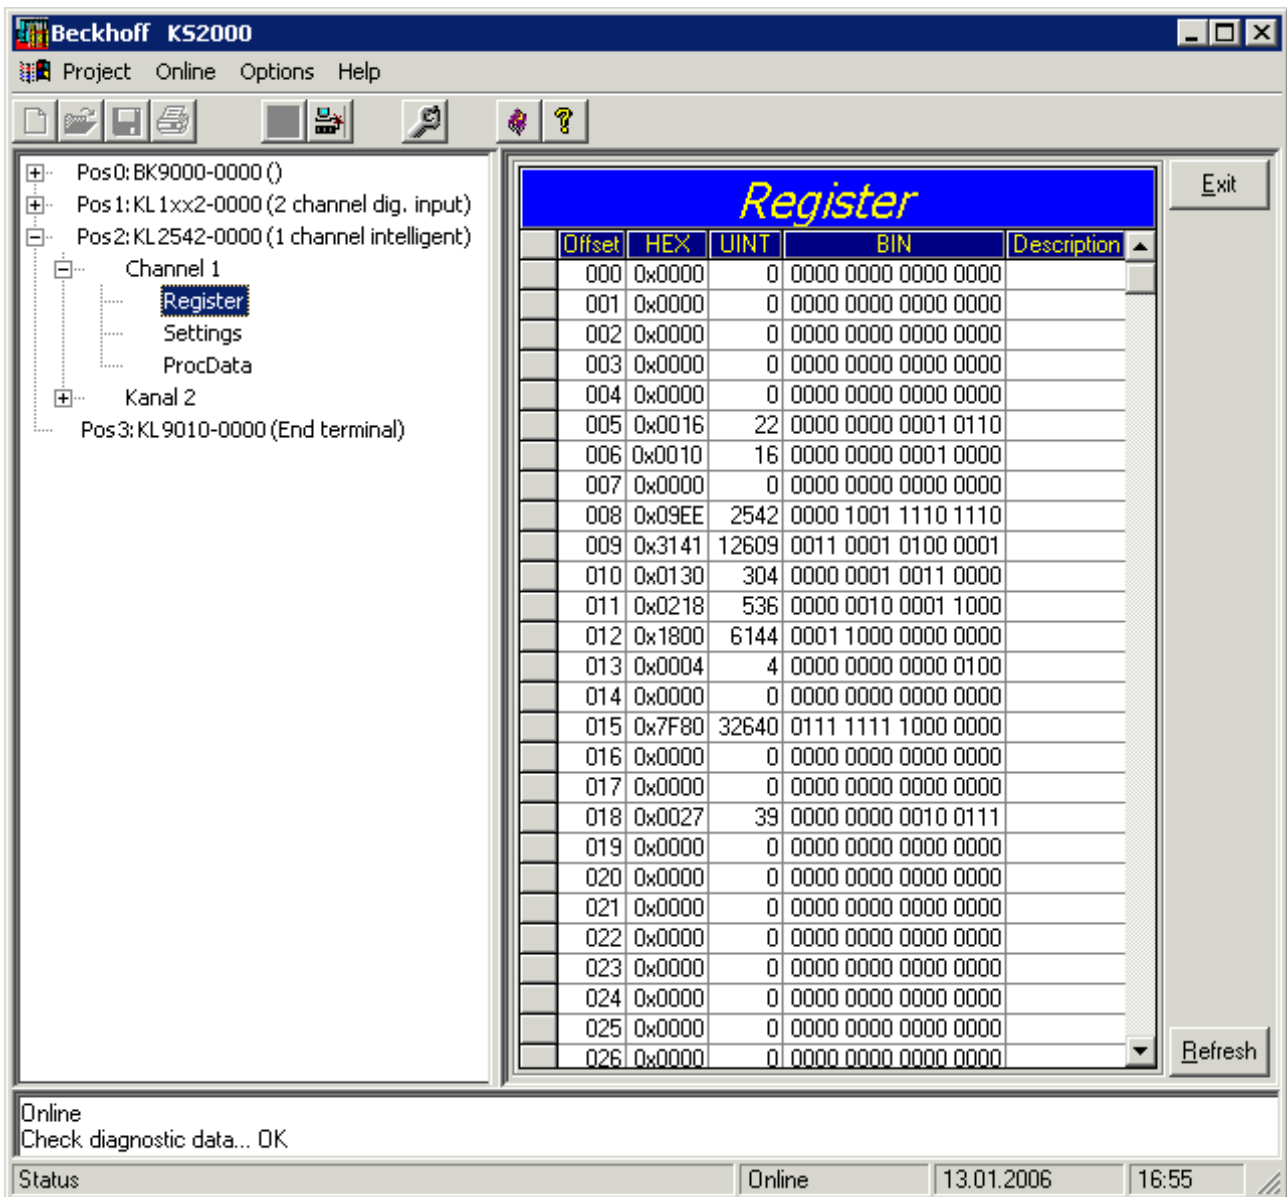 Beckhoff KS2000
Project Online Options Help
Pos0: BK9000-0000 ()
Pos1: KL1xx2-0000 (2 channel dig. input)
Pos2: KL2542-0000 (1 channel intelligent)
Channel 1
Register
Settings
ProcData
Kanal 2
Pos3: KL9010-0000 (End terminal)
Register
Offset HEX UINT BIN Description
000 0x0000 0 0000 0000 0000 0000
001 0x0000 0 0000 0000 0000 0000
002 0x0000 0 0000 0000 0000 0000
003 0x0000 0 0000 0000 0000 0000
004 0x0000 0 0000 0000 0000 0000
005 0x0016 22 0000 0000 0001 0110
006 0x0010 16 0000 0000 0001 0000
007 0x0000 0 0000 0000 0000 0000
008 0x09EE 2542 0000 1001 1110 1110
009 0x3141 12609 0011 0001 0100 0001
010 0x0130 304 0000 0001 0011 0000
011 0x0218 536 0000 0010 0001 1000
012 0x1800 6144 0001 1000 0000 0000
013 0x0004 4 0000 0000 0000 0100
014 0x0000 0 0000 0000 0000 0000
015 0x7F80 32640 0111 1111 1000 0000
016 0x0000 0 0000 0000 0000 0000
017 0x0000 0 0000 0000 0000 0000
018 0x0027 39 0000 0000 0010 0111
019 0x0000 0 0000 0000 0000 0000
020 0x0000 0 0000 0000 0000 0000
021 0x0000 0 0000 0000 0000 0000
022 0x0000 0 0000 0000 0000 0000
023 0x0000 0 0000 0000 0000 0000
024 0x0000 0 0000 0000 0000 0000
025 0x0000 0 0000 0000 0000 0000
026 0x0000 0 0000 0000 0000 0000
Exit
Refresh
Online
Check diagnostic data... OK
Status Online 13.01.2006 16:55